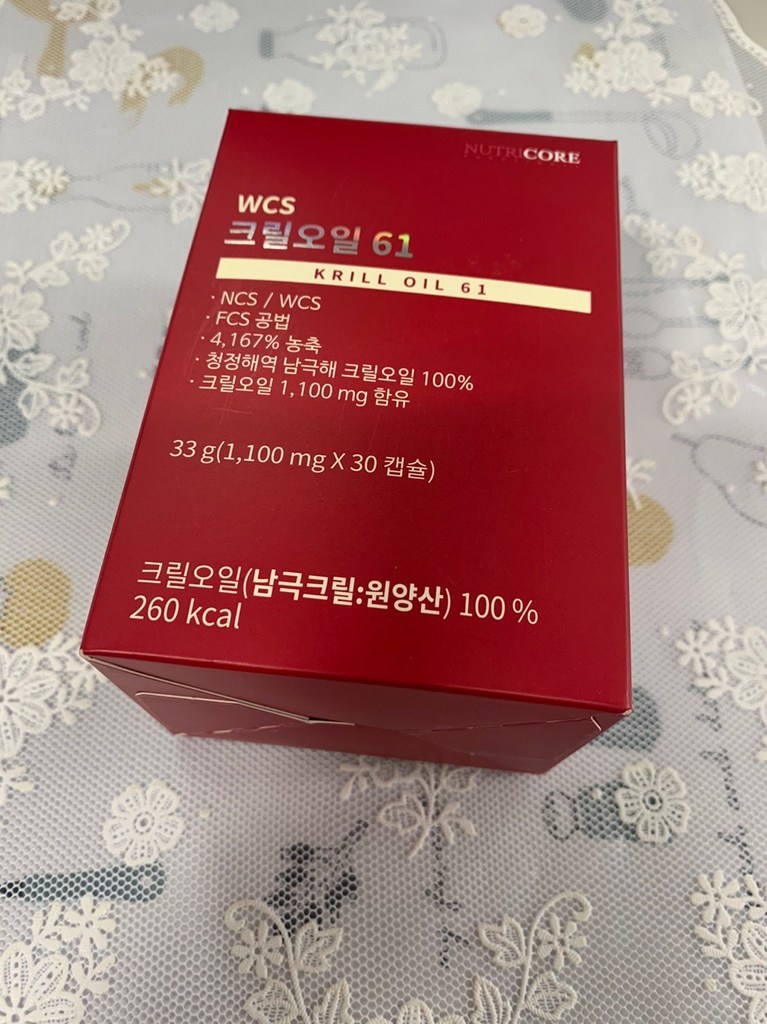 NUTRICORE
WCS
크릴오일 61
KRILL OIL 61
· NCS / WCS
· FCS 공법
· 4,167% 농축
· 청정해역 남극해 크릴오일 100%
· 크릴오일 1,100 mg 함유
33 g(1,100 mg X 30 캡슐)
크릴오일(남극크릴:원양산) 100 %
260 kcal